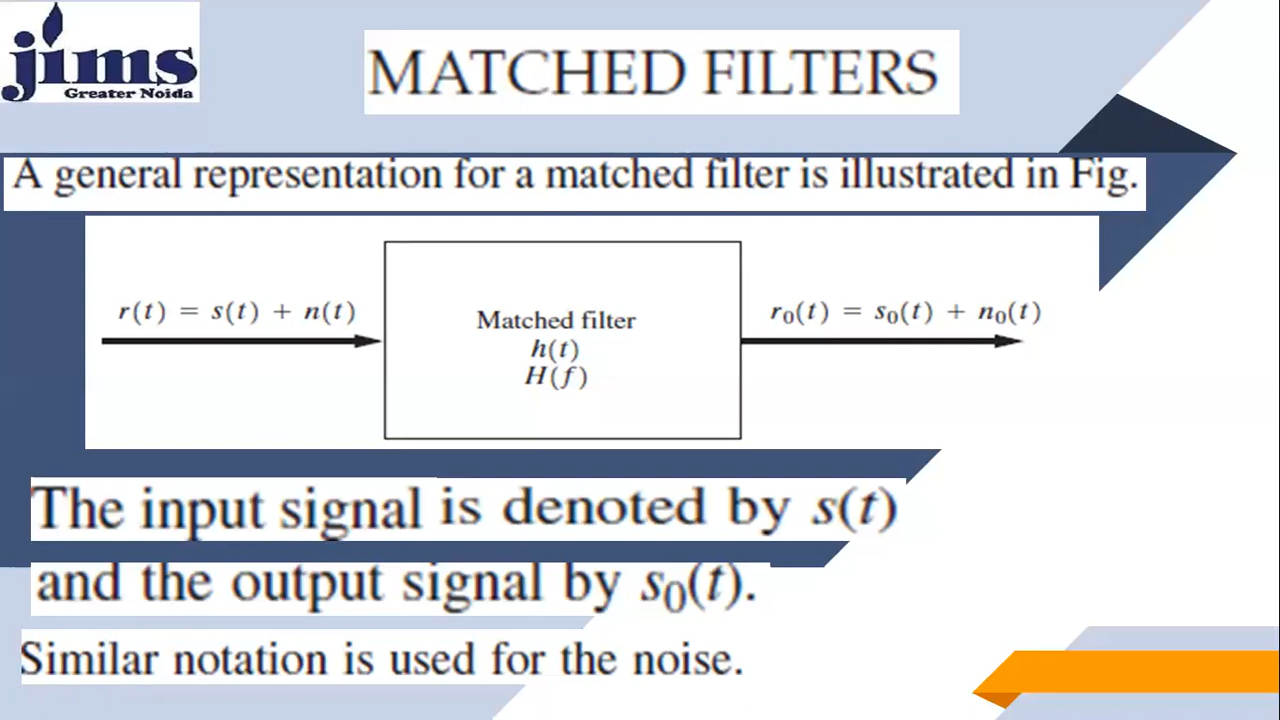 jims
Greater Noida
MATCHED FILTERS
A general representation for a matched filter is illustrated in Fig.
r(t) = s(t) + n(t)
Matched filter
h(t)
H(f)
r₀(t) = s₀(t) + n₀(t)
The input signal is denoted by s(t)
and the output signal by s₀(t).
Similar notation is used for the noise.